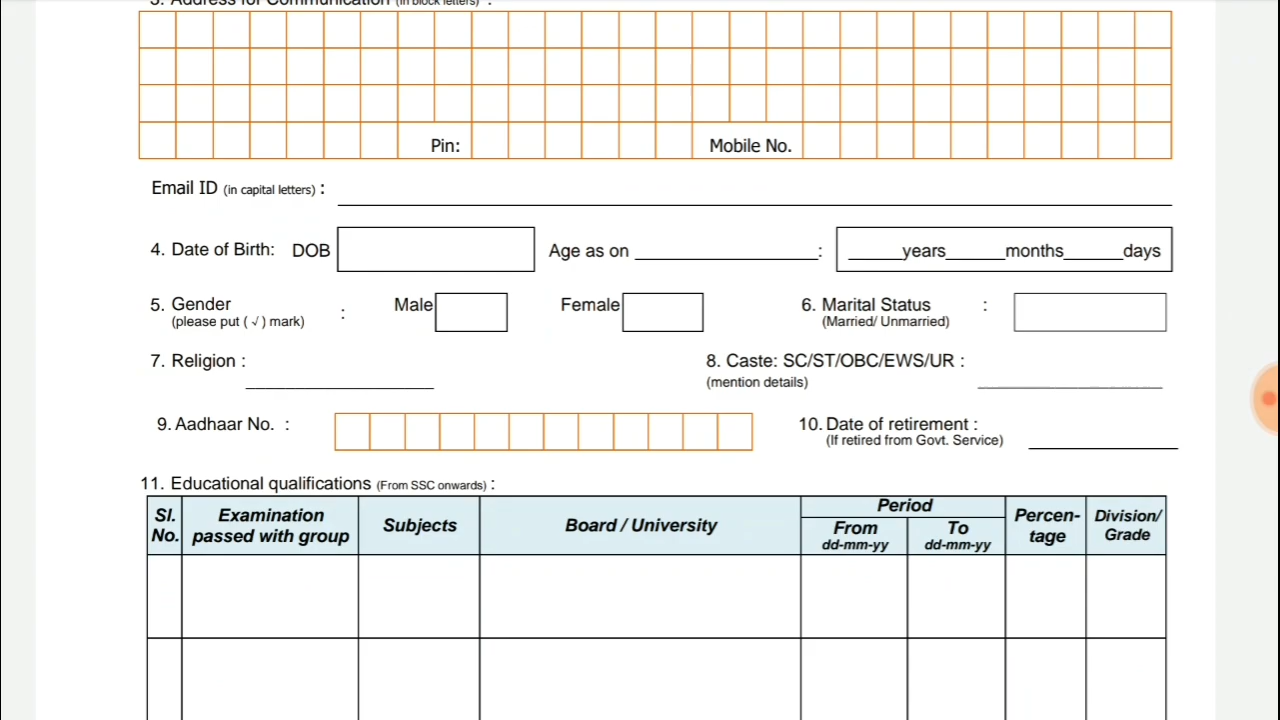 3. Address for Communication (in block letters) :
Pin: Mobile No.
Email ID (in capital letters) :
4. Date of Birth: DOB Age as on : years months days
5. Gender : Male Female 6. Marital Status :
(please put ( √ ) mark) (Married/ Unmarried)
7. Religion : 8. Caste: SC/ST/OBC/EWS/UR :
(mention details)
9. Aadhaar No. : 10. Date of retirement :
(If retired from Govt. Service)
11. Educational qualifications (From SSC onwards) :
Sl. No. Examination passed with group Subjects Board / University Period Percen-tage Division/ Grade
From dd-mm-yy To dd-mm-yy